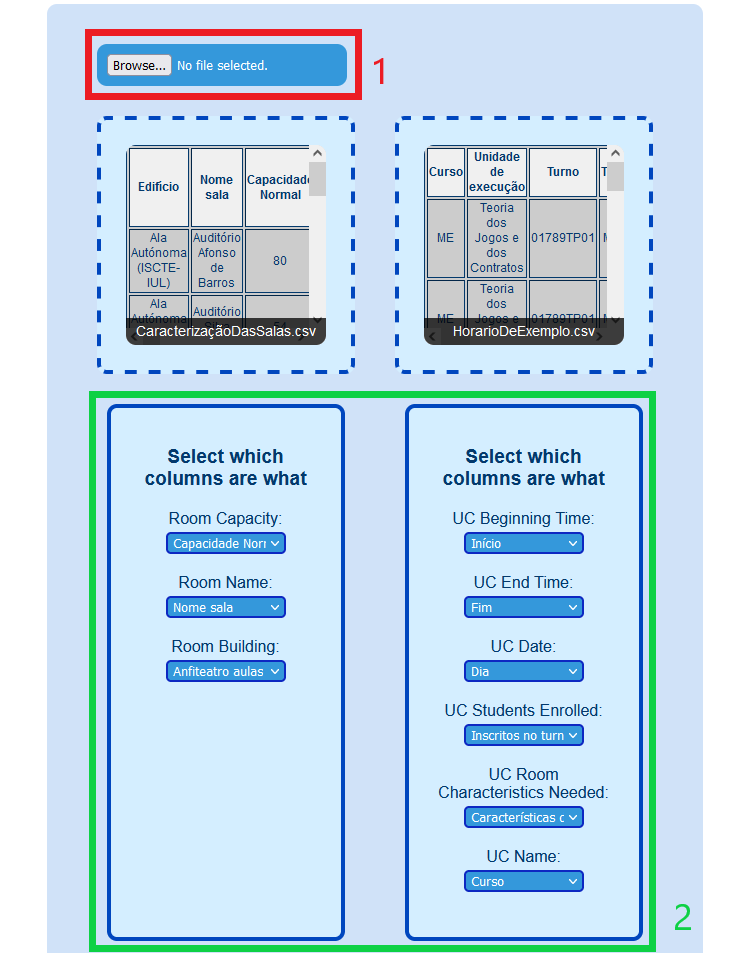 Browse... No file selected.
1
Edifício Nome sala Capacidade Normal
Ala Autónoma (ISCTE-IUL) Auditório Afonso de Barros 80
Ala Autónoma Auditório
CaracterizaçãoDasSalas.csv
Curso Unidade de execução Turno T
ME Teoria dos Jogos e dos Contratos 01789TP01
ME Teoria dos Jogos e 01789TP01
HorarioDeExemplo.csv
Select which
columns are what
Room Capacity:
Capacidade Norr
Room Name:
Nome sala
Room Building:
Anfiteatro aulas
Select which
columns are what
UC Beginning Time:
Início
UC End Time:
Fim
UC Date:
Dia
UC Students Enrolled:
Inscritos no turn
UC Room
Characteristics Needed:
Características c
UC Name:
Curso
2